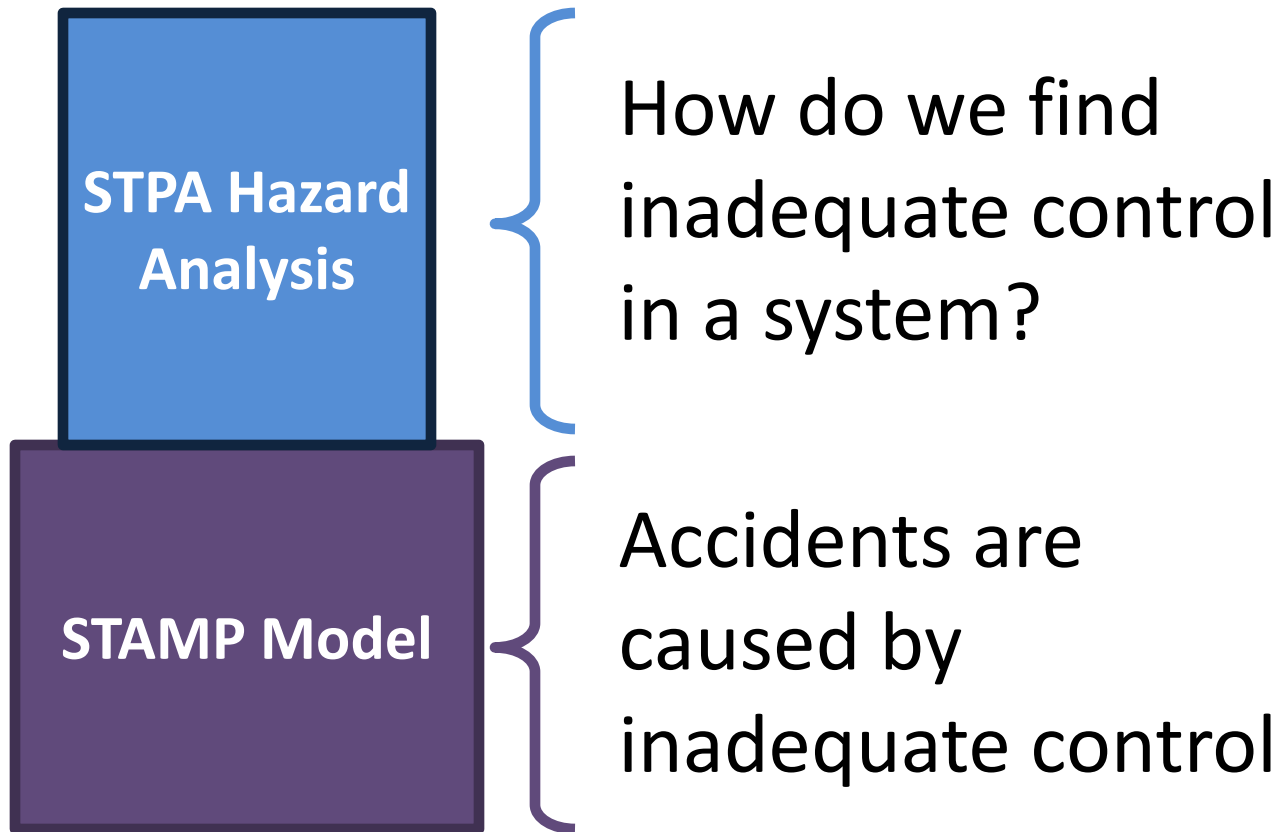 STPA Hazard
Analysis
How do we find
inadequate control
in a system?
STAMP Model
Accidents are
caused by
inadequate control